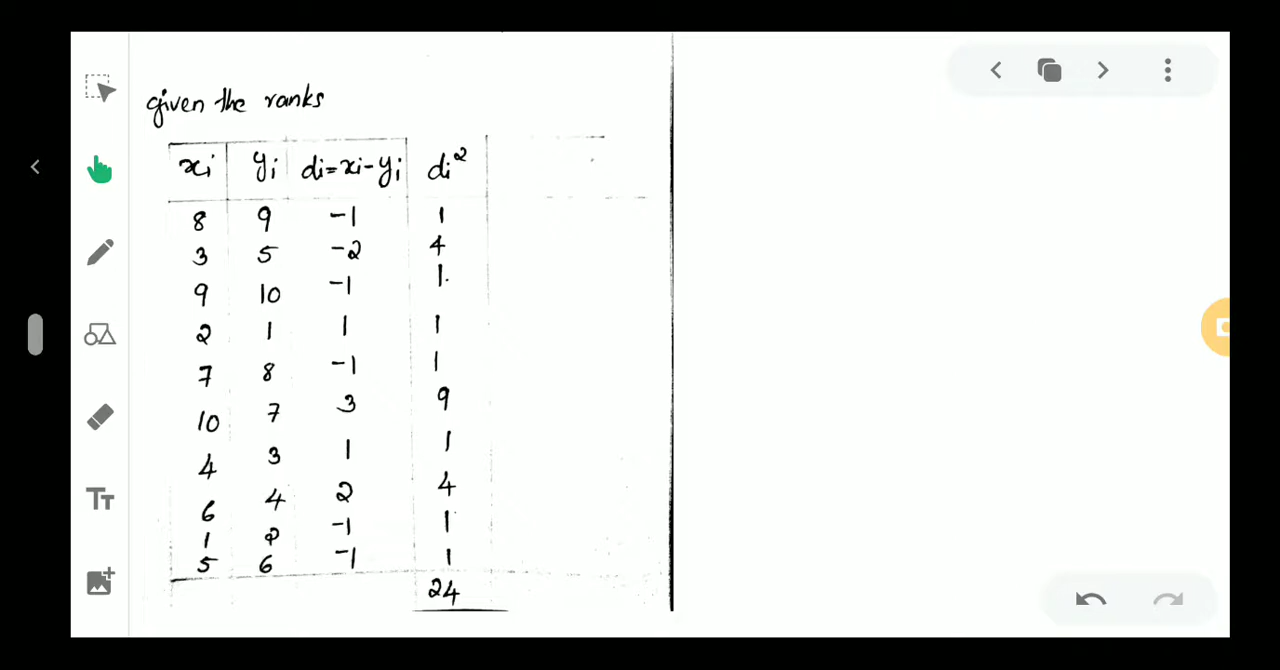 given the ranks
xi yi di=xi-yi di²
8 9 -1 1
3 5 -2 4
9 10 -1 1.
2 1 1 1
7 8 -1 1
10 7 3 9
4 3 1 1
6 4 2 4
1 2 -1 1
5 6 -1 1
24
TT